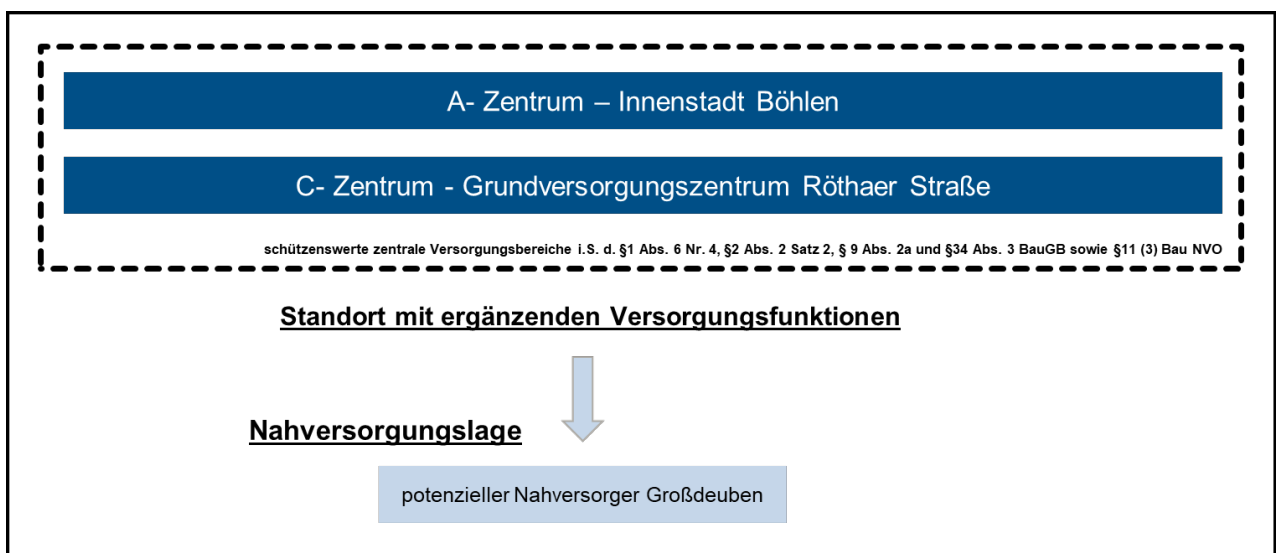 A- Zentrum – Innenstadt Böhlen
C- Zentrum - Grundversorgungszentrum Röthaer Straße
schützenswerte zentrale Versorgungsbereiche i.S. d. §1 Abs. 6 Nr. 4, §2 Abs. 2 Satz 2, § 9 Abs. 2a und §34 Abs. 3 BauGB sowie §11 (3) Bau NVO
Standort mit ergänzenden Versorgungsfunktionen
Nahversorgungslage
potenzieller Nahversorger Großdeuben